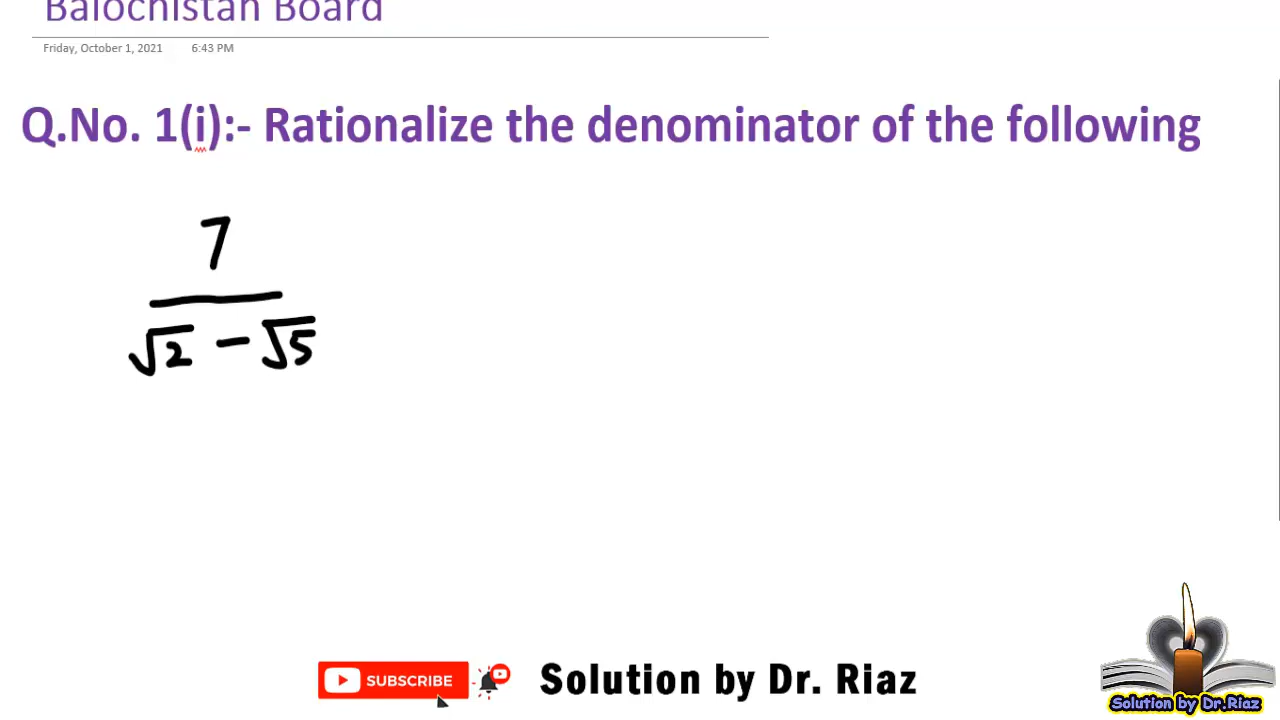 Balochistan Board
Friday, October 1, 2021 6:43 PM
Q.No. 1(i):- Rationalize the denominator of the following
7
√2 − √5
SUBSCRIBE
Solution by Dr. Riaz
Solution by Dr.Riaz